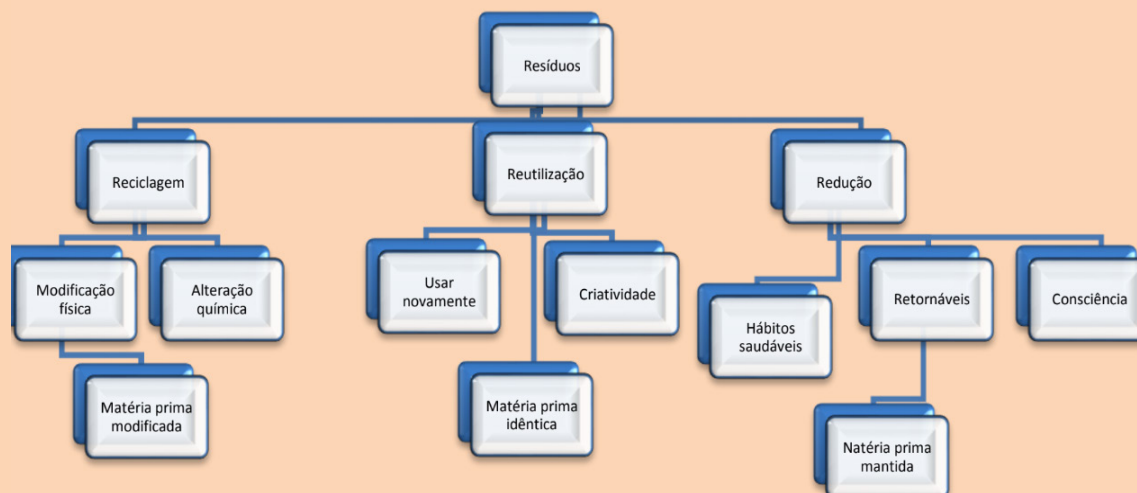 Resíduos
Reciclagem
Reutilização
Redução
Modificação
física
Alteração
química
Usar
novamente
Criatividade
Hábitos
saudáveis
Retornáveis
Consciência
Matéria prima
modificada
Matéria prima
idêntica
Natéria prima
mantida